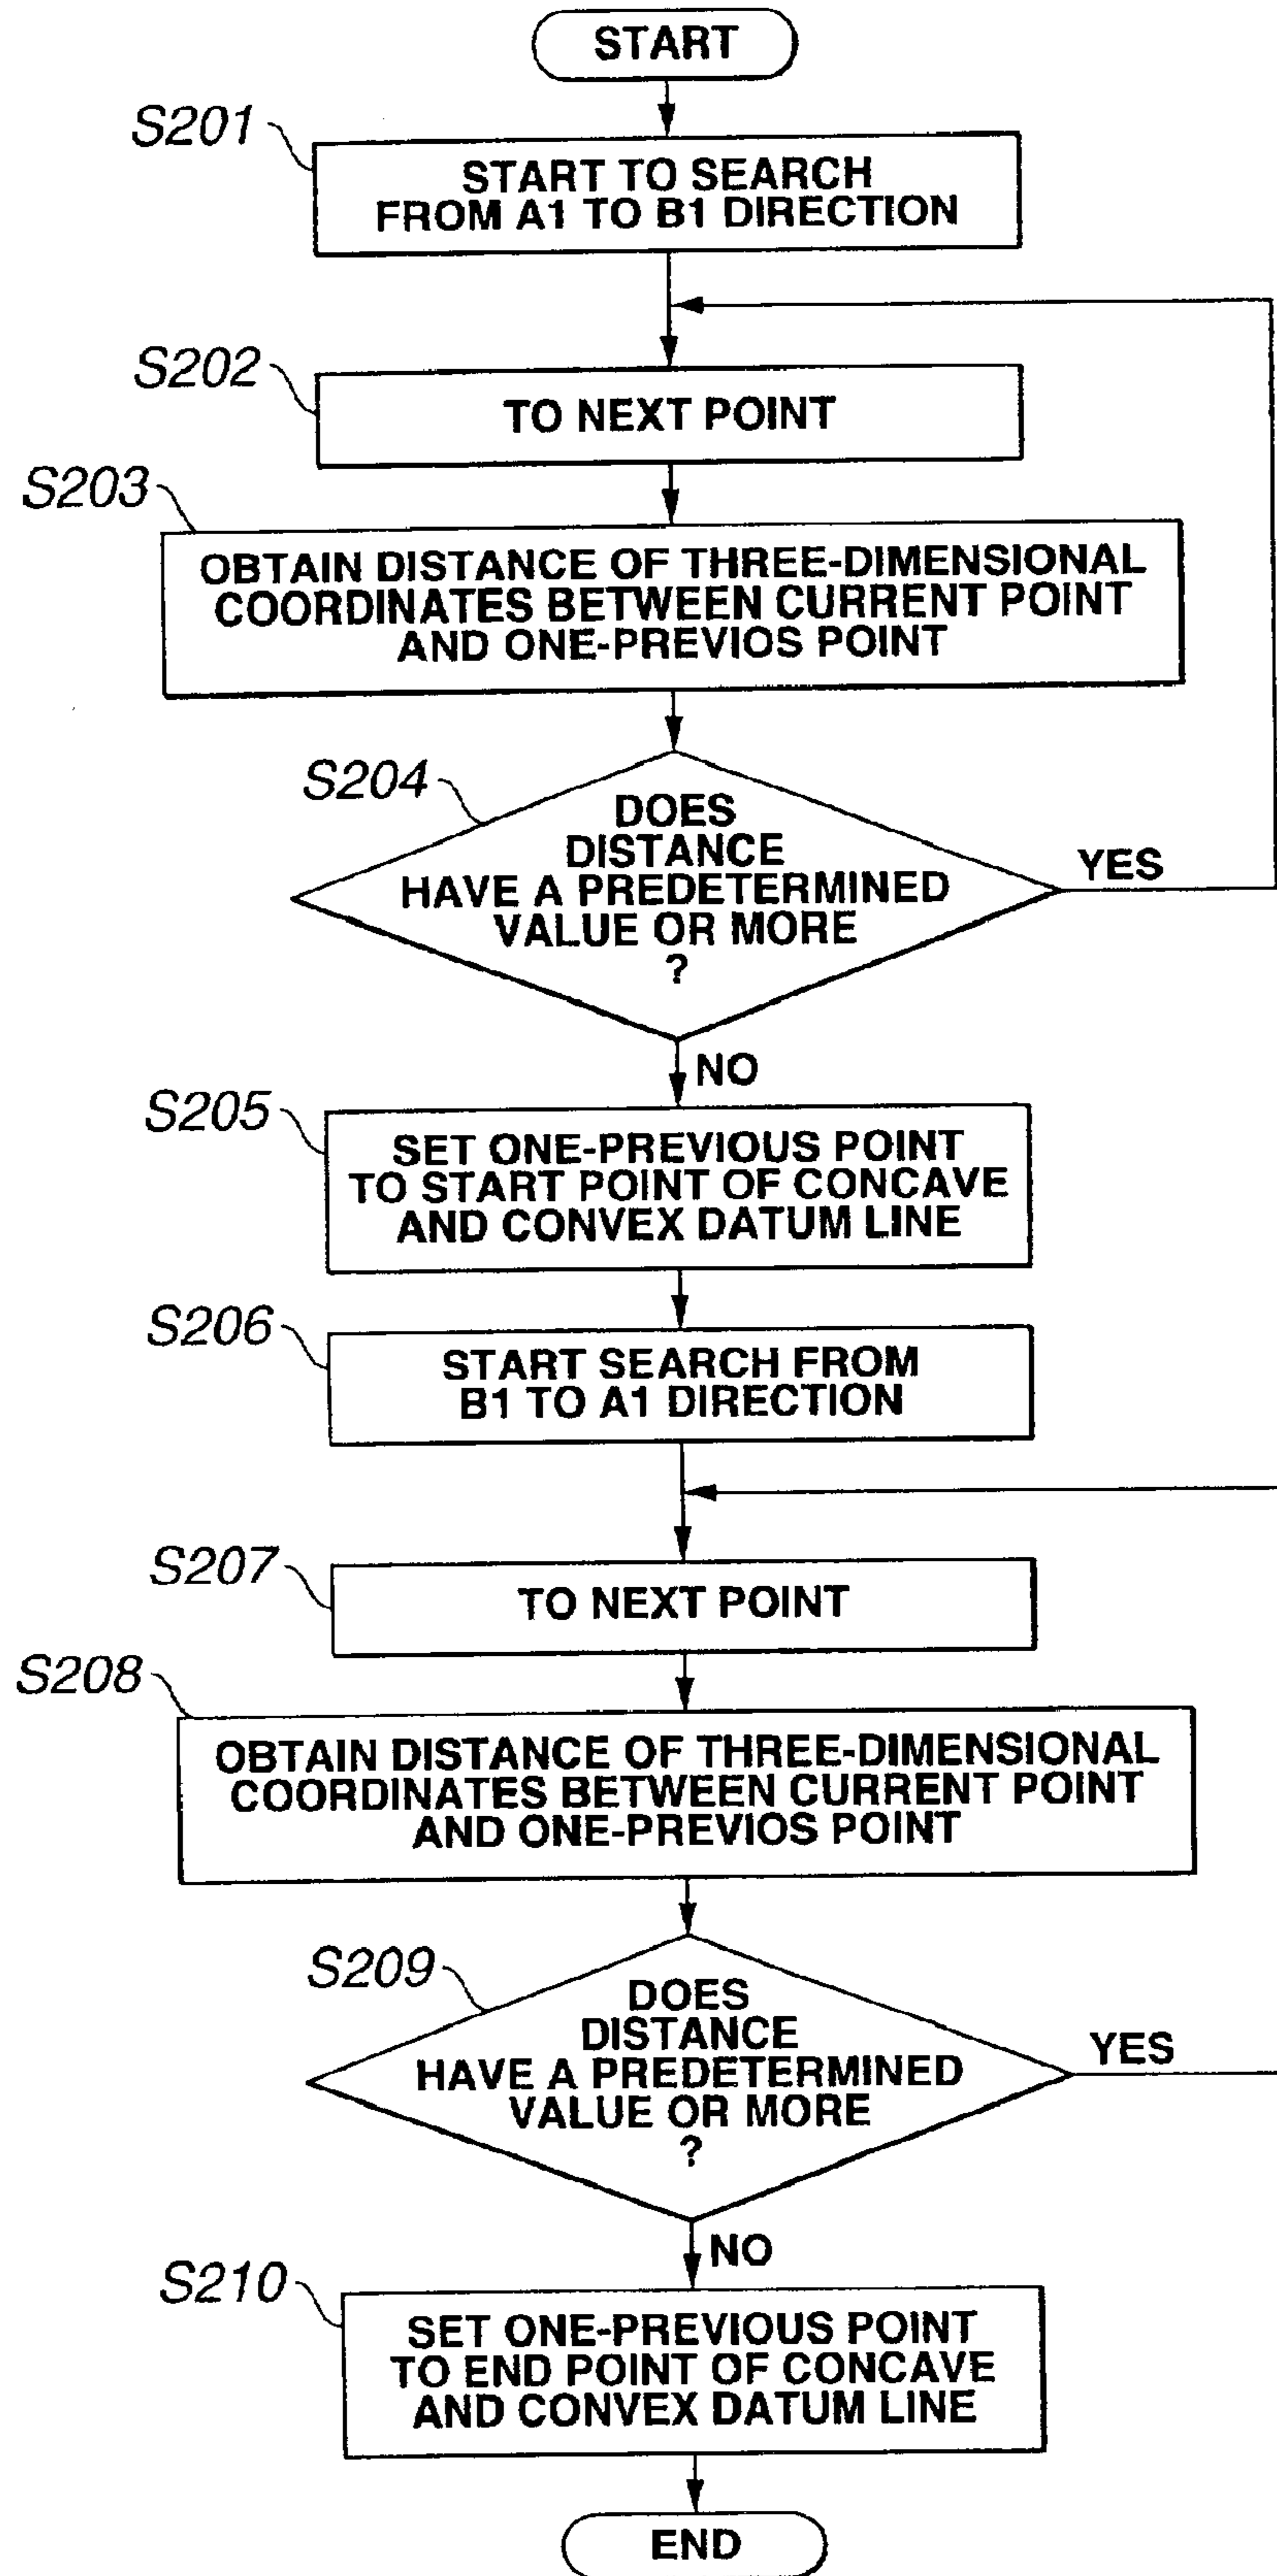 START
S201
START TO SEARCH
FROM A1 TO B1 DIRECTION
S202
TO NEXT POINT
S203
OBTAIN DISTANCE OF THREE-DIMENSIONAL
COORDINATES BETWEEN CURRENT POINT
AND ONE-PREVIOS POINT
S204
DOES
DISTANCE
HAVE A PREDETERMINED
VALUE OR MORE
?
YES
NO
S205
SET ONE-PREVIOUS POINT
TO START POINT OF CONCAVE
AND CONVEX DATUM LINE
S206
START SEARCH FROM
B1 TO A1 DIRECTION
S207
TO NEXT POINT
S208
OBTAIN DISTANCE OF THREE-DIMENSIONAL
COORDINATES BETWEEN CURRENT POINT
AND ONE-PREVIOS POINT
S209
DOES
DISTANCE
HAVE A PREDETERMINED
VALUE OR MORE
?
YES
NO
S210
SET ONE-PREVIOUS POINT
TO END POINT OF CONCAVE
AND CONVEX DATUM LINE
END